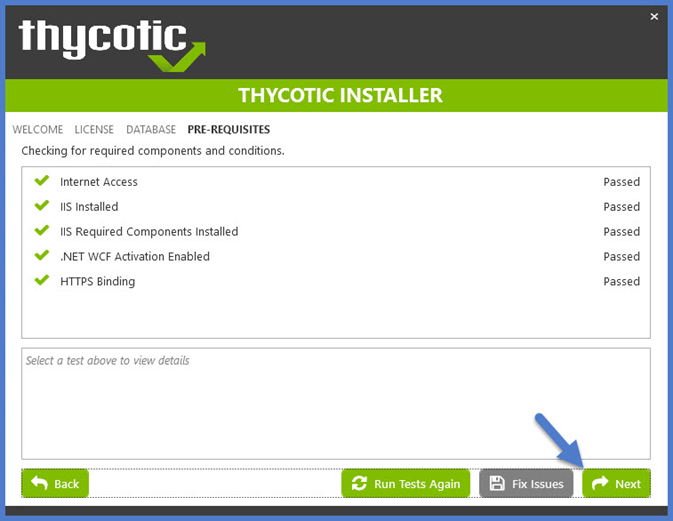 thycotic
THYCOTIC INSTALLER
WELCOME LICENSE DATABASE PRE-REQUISITES
Checking for required components and conditions.
Internet Access Passed
IIS Installed Passed
IIS Required Components Installed Passed
.NET WCF Activation Enabled Passed
HTTPS Binding Passed
Select a test above to view details
Back Run Tests Again Fix Issues Next